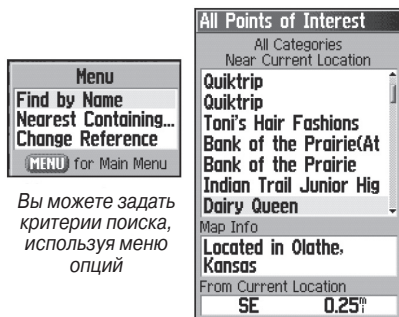 Menu
Find by Name
Nearest Containing...
Change Reference
MENU for Main Menu
Вы можете задать
критерии поиска,
используя меню
опций
All Points of Interest
All Categories
Near Current Location
Quiktrip
Quiktrip
Toni's Hair Fashions
Bank of the Prairie(At
Bank of the Prairie
Indian Trail Junior Hig
Dairy Queen
Map Info
Located in Olathe,
Kansas
From Current Location
SE 0.25m